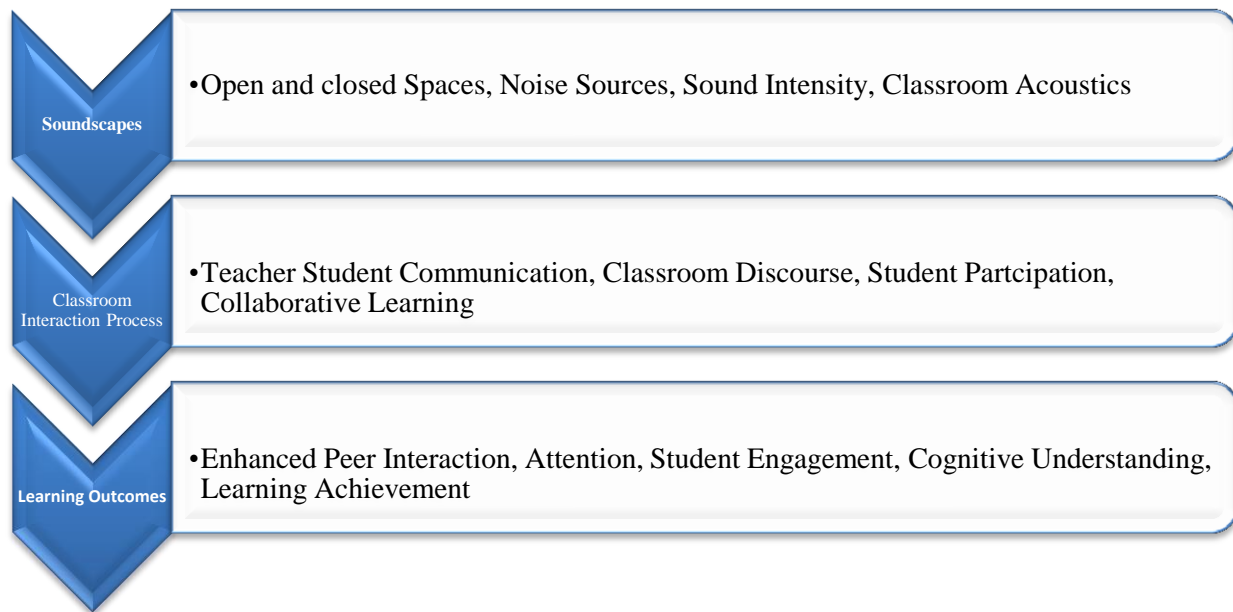 Soundscapes
•Open and closed Spaces, Noise Sources, Sound Intensity, Classroom Acoustics
Classroom
Interaction Process
•Teacher Student Communication, Classroom Discourse, Student Partcipation,
Collaborative Learning
Learning Outcomes
•Enhanced Peer Interaction, Attention, Student Engagement, Cognitive Understanding,
Learning Achievement